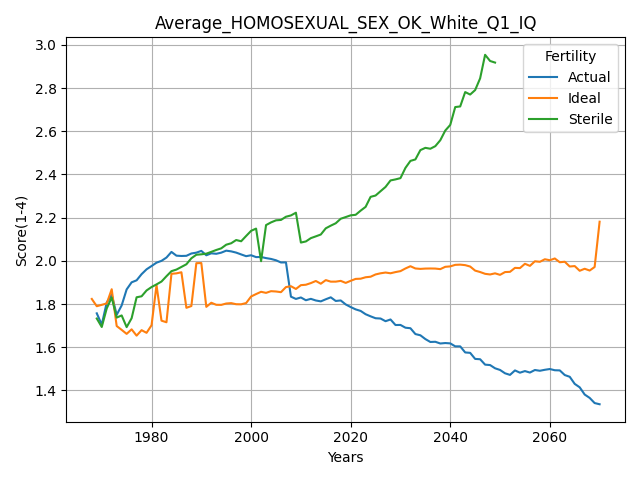 Average_HOMOSEXUAL_SEX_OK_White_Q1_IQ
Fertility
Actual
Ideal
Sterile
Score(1-4)
3.0
2.8
2.6
2.4
2.2
2.0
1.8
1.6
1.4
1980 2000 2020 2040 2060
Years